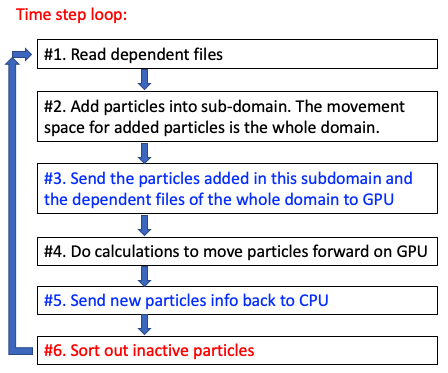 Time step loop:
#1. Read dependent files
#2. Add particles into sub-domain. The movement
space for added particles is the whole domain.
#3. Send the particles added in this subdomain and
the dependent files of the whole domain to GPU
#4. Do calculations to move particles forward on GPU
#5. Send new particles info back to CPU
#6. Sort out inactive particles